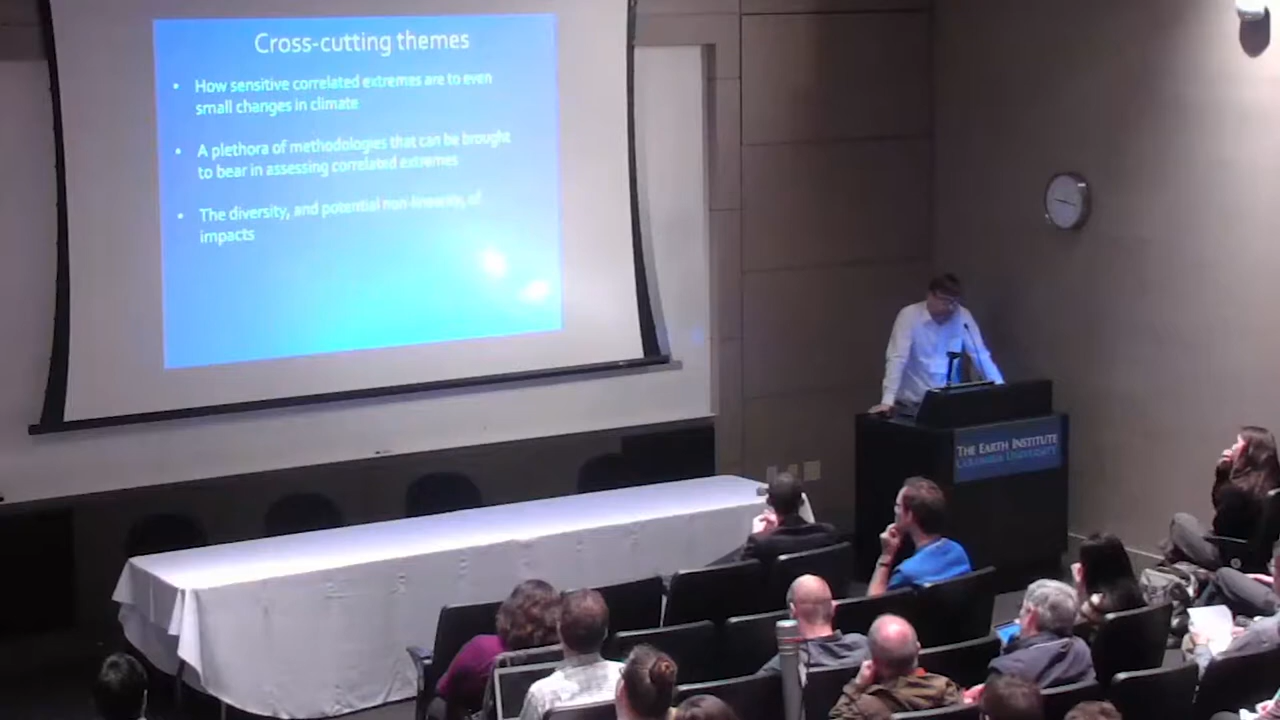 Cross-cutting themes
• How sensitive correlated extremes are to even
small changes in climate
• A plethora of methodologies that can be brought
to bear in assessing correlated extremes
• The diversity, and potential non-linearity, of
impacts
THE EARTH INSTITUTE
COLUMBIA UNIVERSITY